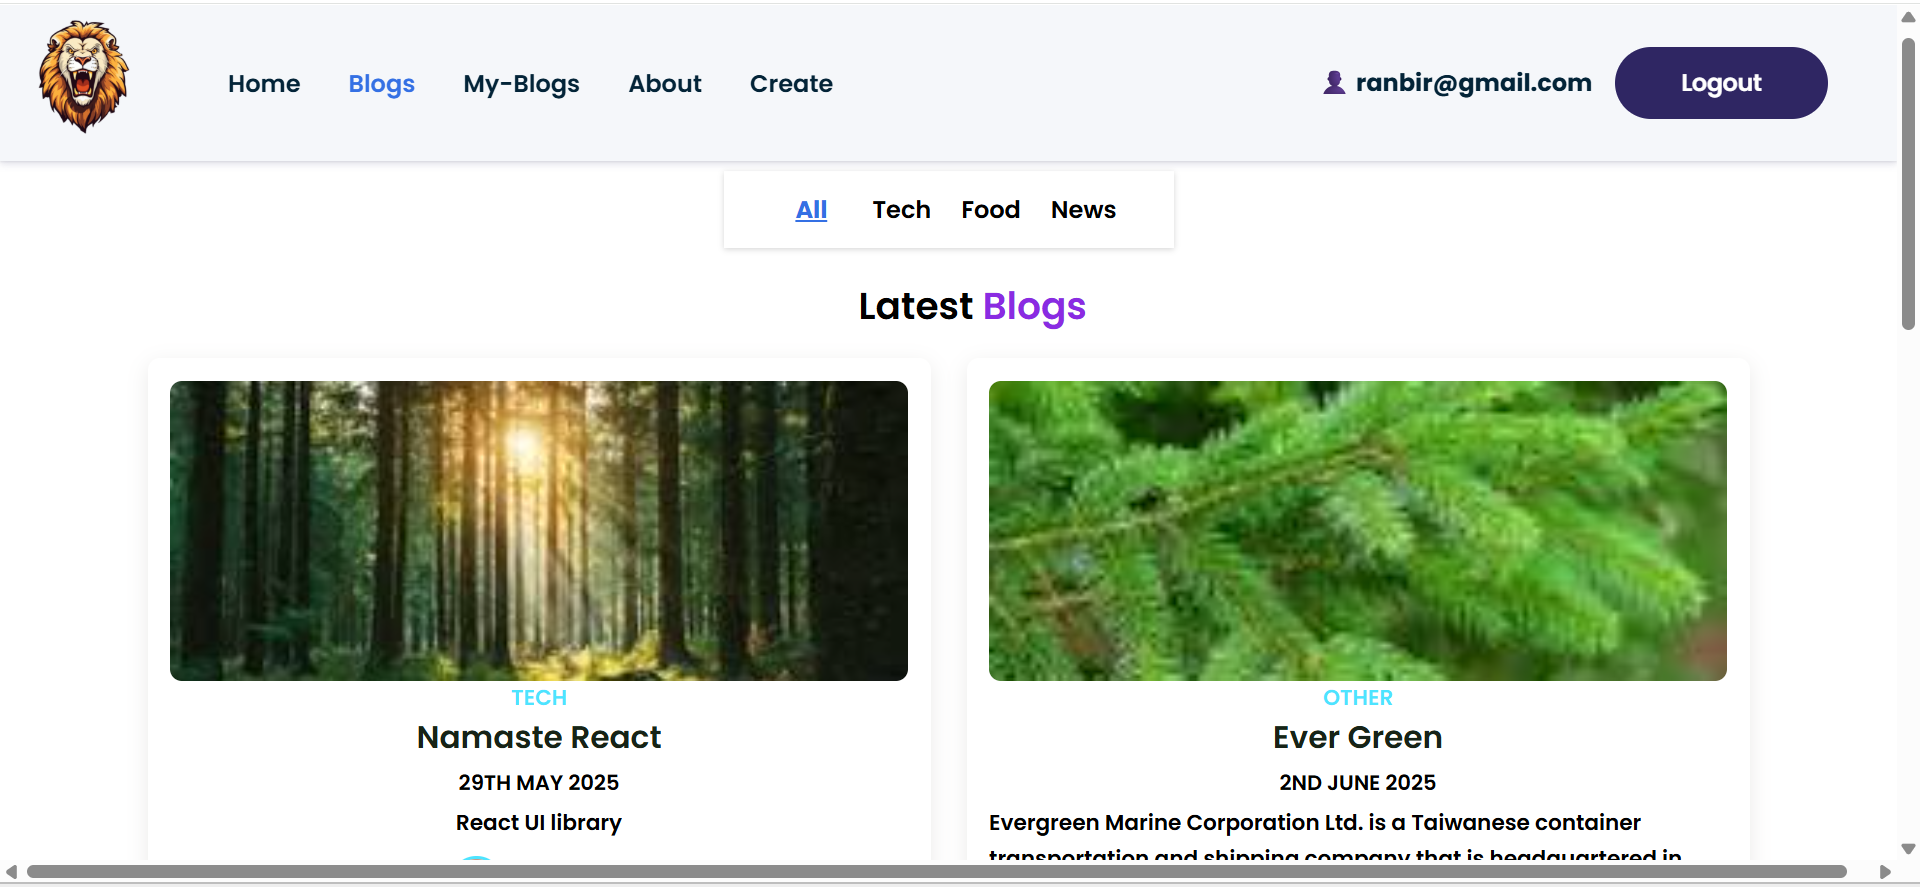 Home Blogs My-Blogs About Create ranbir@gmail.com Logout
All Tech Food News
Latest Blogs
TECH
Namaste React
29TH MAY 2025
React UI library
OTHER
Ever Green
2ND JUNE 2025
Evergreen Marine Corporation Ltd. is a Taiwanese container
transportation and shipping company that is headquartered in